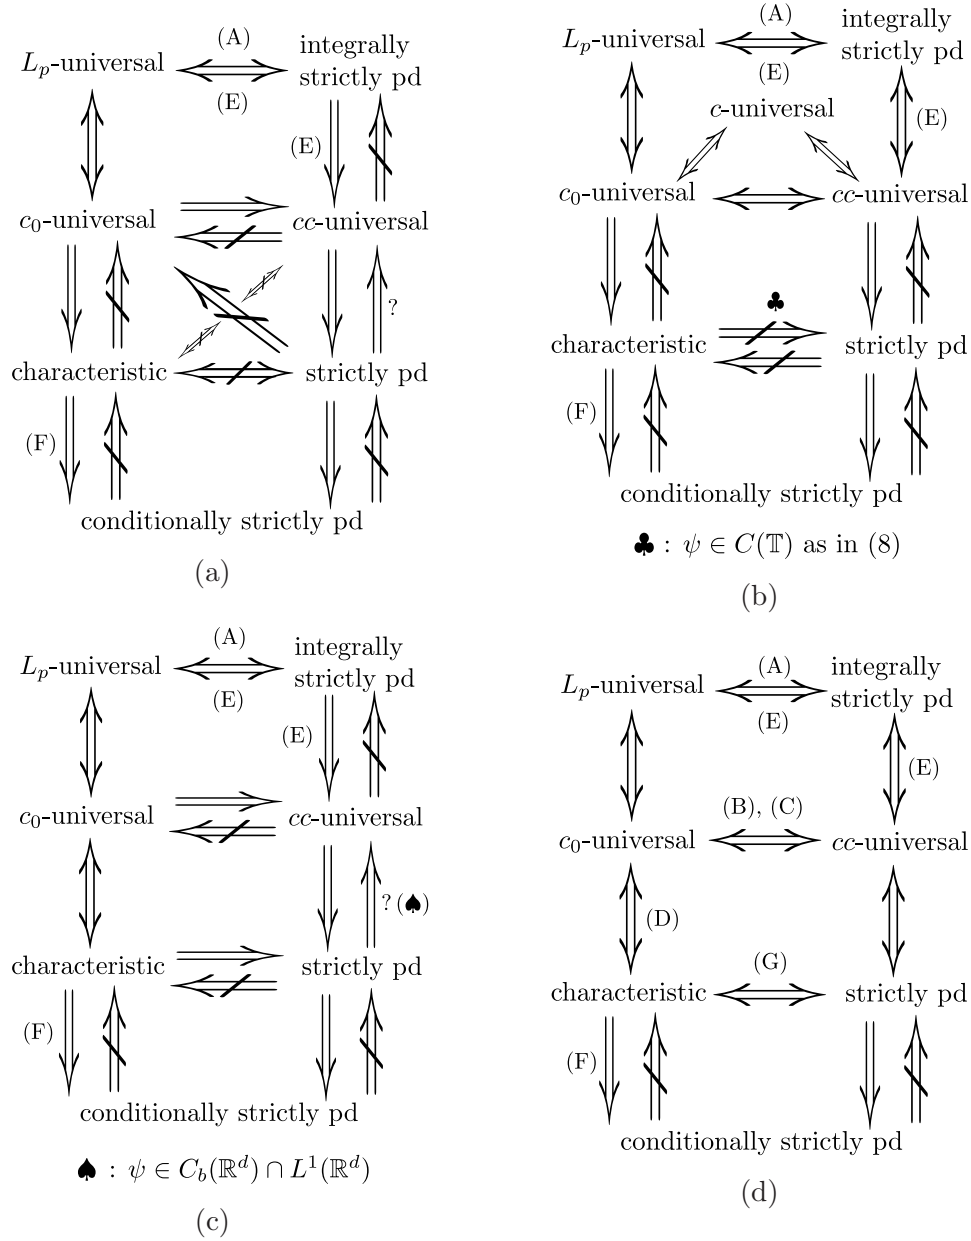 (A)
integrally
Lₚ-universal
strictly pd
(E)
(E)
c₀-universal
cc-universal
?
characteristic
strictly pd
(F)
conditionally strictly pd
(a)
(A)
integrally
Lₚ-universal
strictly pd
(E)
c-universal
(E)
c₀-universal
cc-universal
♣
characteristic
strictly pd
(F)
conditionally strictly pd
♣ : ψ ∈ C(𝕋) as in (8)
(b)
(A)
integrally
Lₚ-universal
strictly pd
(E)
(E)
c₀-universal
cc-universal
? (♠)
characteristic
strictly pd
(F)
conditionally strictly pd
♠ : ψ ∈ C_b(ℝᵈ) ∩ L¹(ℝᵈ)
(c)
(A)
integrally
Lₚ-universal
strictly pd
(E)
(E)
(B), (C)
c₀-universal
cc-universal
(D)
(G)
characteristic
strictly pd
(F)
conditionally strictly pd
(d)